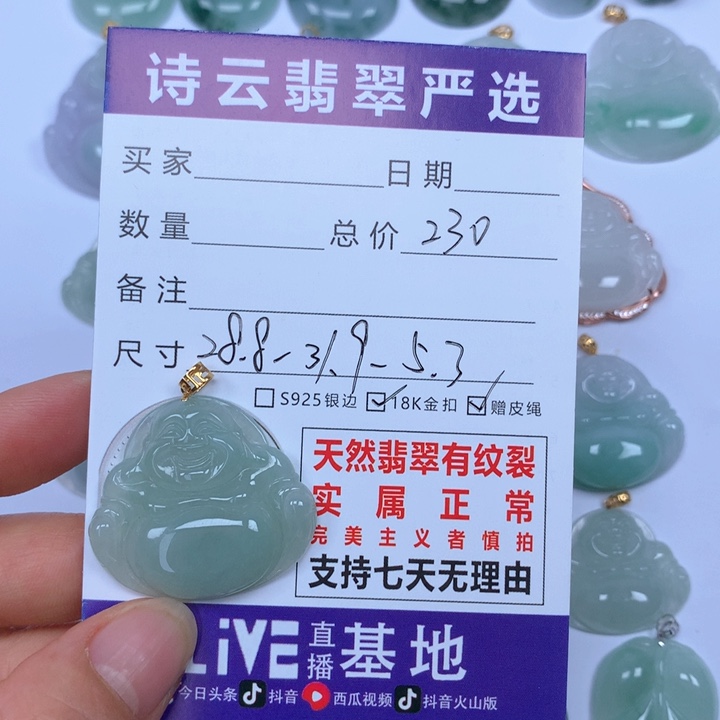 诗云翡翠严选
买家 日期
数量 总价 230
备注
尺寸 28.8-31.9-5.3
S925银边 18K金扣 赠皮绳
天然翡翠有纹裂
实属正常
完美主义者慎拍
支持七天无理由
LiVE直播基地
今日头条 抖音 西瓜视频 抖音火山版